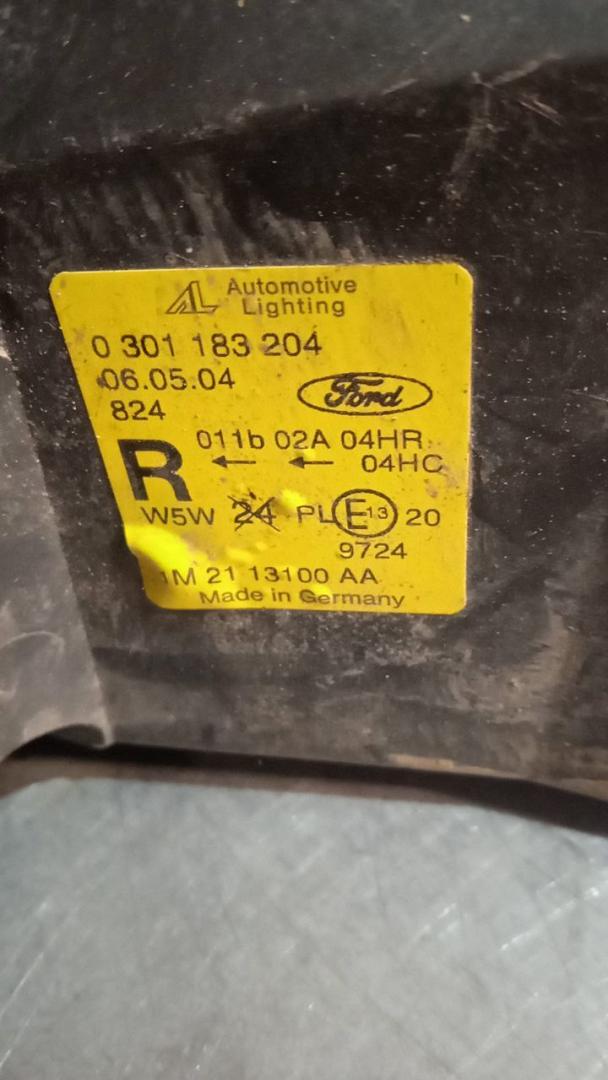 AL Automotive
Lighting
0 301 183 204
06.05.04
Ford
824
R
011b 02A 04HR
← ← 04HC
W5W 24 PL E13 20
9724
1M 21 13100 AA
Made in Germany